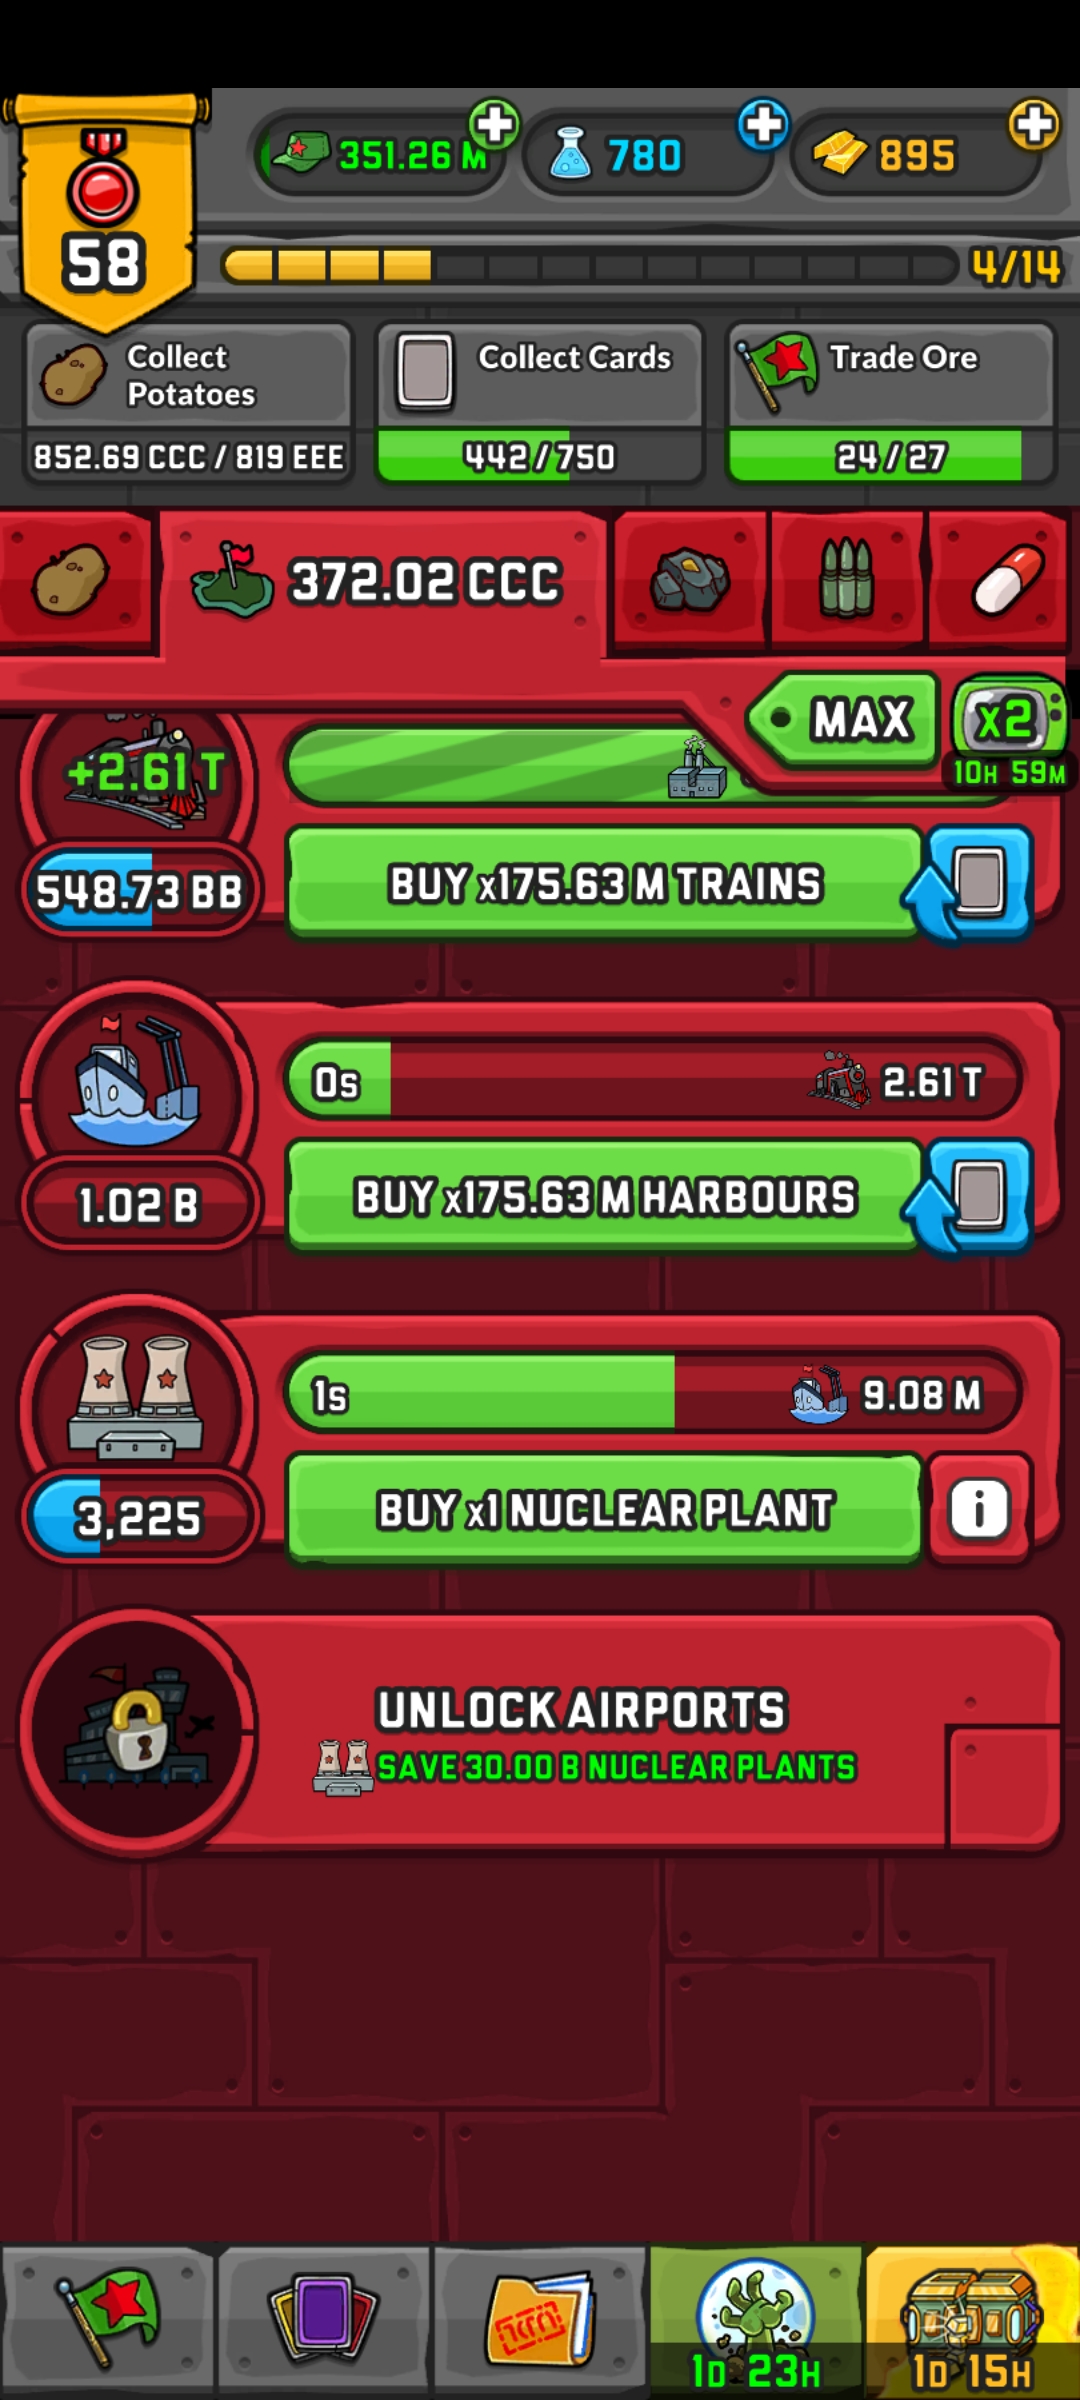 351.26 M
780
895
58
4/14
Collect
Potatoes
852.69 CCC / 819 EEE
Collect Cards
442/750
Trade Ore
24/27
372.02 CCC
MAX
x2
10H 59M
+2.61 T
548.73 BB
BUY x175.63 M TRAINS
0s
2.61 T
1.02 B
BUY x175.63 M HARBOURS
1s
9.08 M
3,225
BUY x1 NUCLEAR PLANT
i
UNLOCK AIRPORTS
SAVE 30.00 B NUCLEAR PLANTS
1D 23H
1D 15H